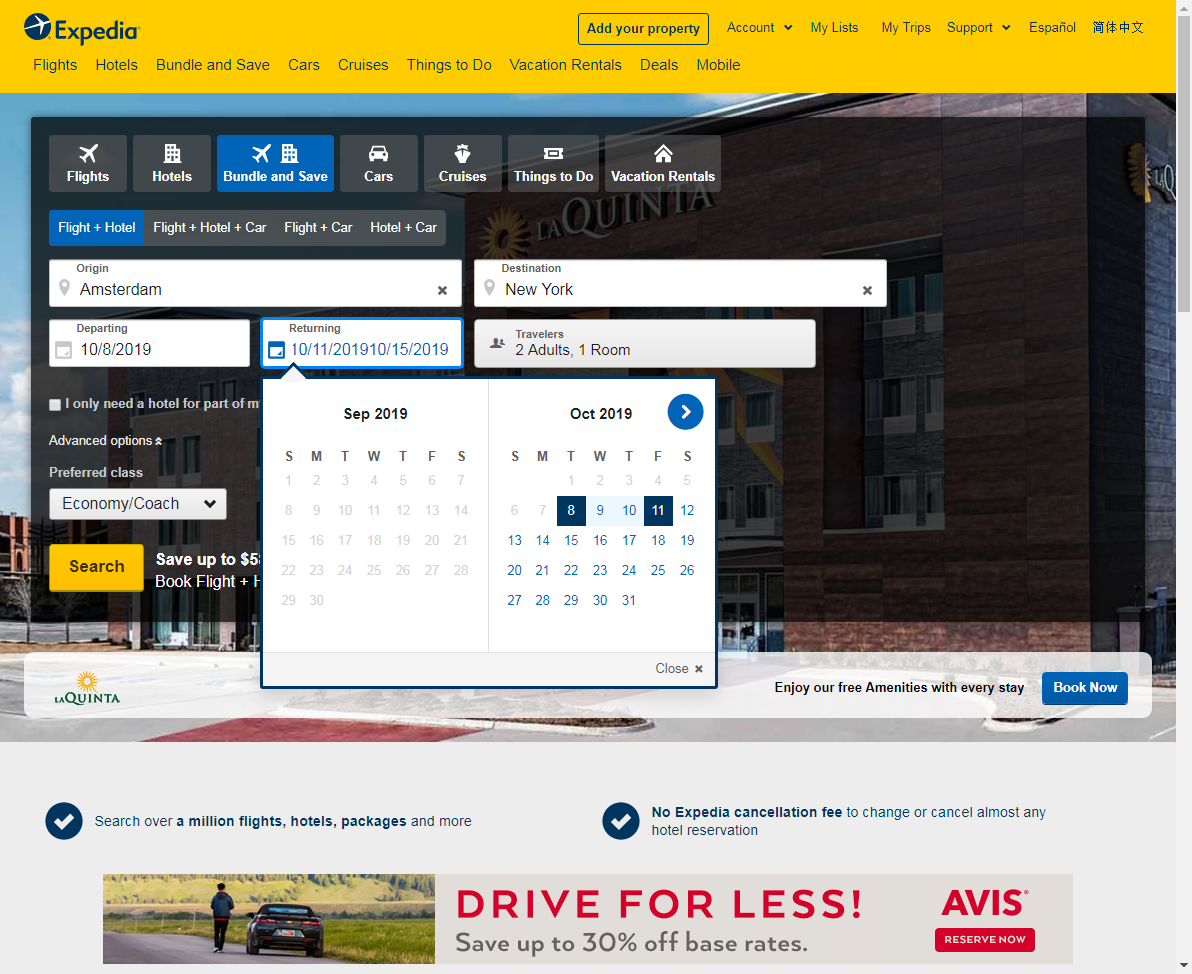 Expedia
Add your property
Account
My Lists
My Trips
Support
Español
简体中文
Flights
Hotels
Bundle and Save
Cars
Cruises
Things to Do
Vacation Rentals
Deals
Mobile
Flights
Hotels
Bundle and Save
Cars
Cruises
Things to Do
Vacation Rentals
LAQUINTA
Flight + Hotel
Flight + Hotel + Car
Flight + Car
Hotel + Car
Origin
Amsterdam
Destination
New York
Departing
10/8/2019
Returning
10/11/201910/15/2019
Travelers
2 Adults, 1 Room
I only need a hotel for part of m
Advanced options
Preferred class
Economy/Coach
Search
Save up to $5
Book Flight + H
Sep 2019
S M T W T F S
1 2 3 4 5 6 7
8 9 10 11 12 13 14
15 16 17 18 19 20 21
22 23 24 25 26 27 28
29 30
Oct 2019
S M T W T F S
1 2 3 4 5
6 7 8 9 10 11 12
13 14 15 16 17 18 19
20 21 22 23 24 25 26
27 28 29 30 31
Close
LAQUINTA
Enjoy our free Amenities with every stay
Book Now
Search over a million flights, hotels, packages and more
No Expedia cancellation fee to change or cancel almost any
hotel reservation
DRIVE FOR LESS!
Save up to 30% off base rates.
AVIS
RESERVE NOW